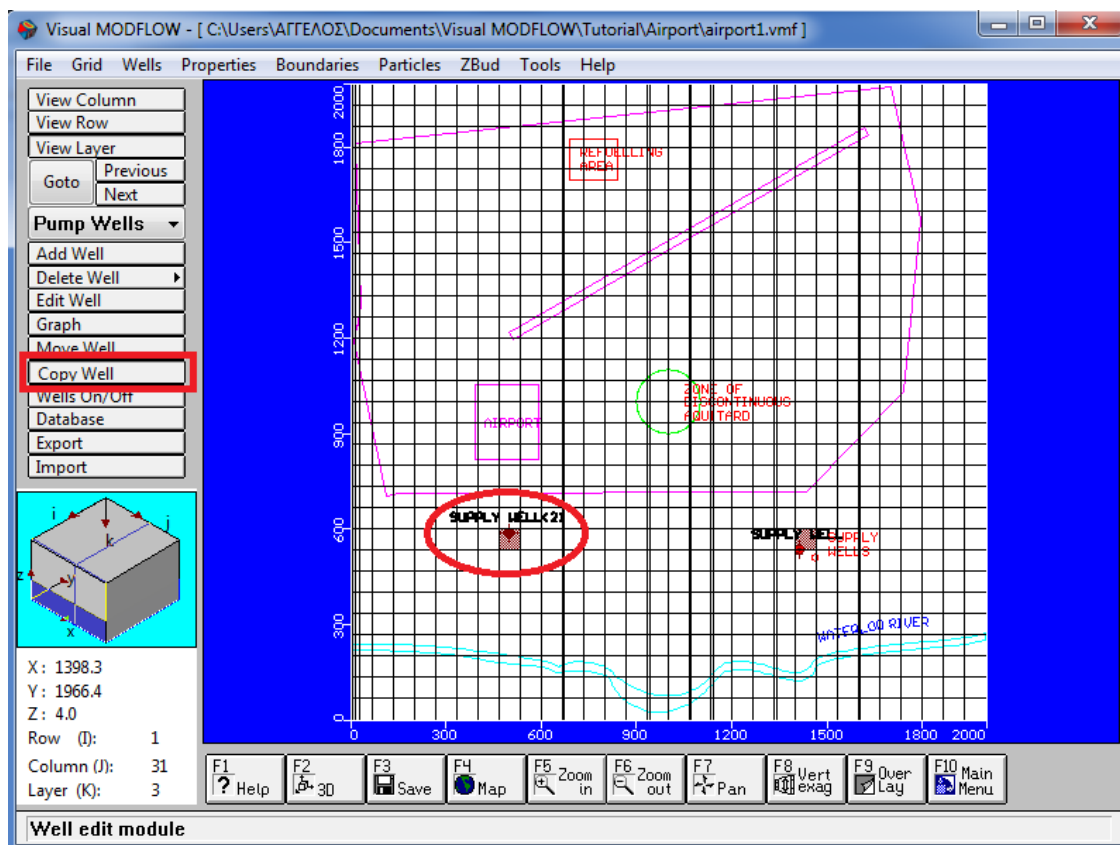 Visual MODFLOW - [ C:\Users\ΑΓΓΕΛΟΣ\Documents\Visual MODFLOW\Tutorial\Airport\airport1.vmf ]
File Grid Wells Properties Boundaries Particles ZBud Tools Help
View Column
View Row
View Layer
Goto
Previous
Next
Pump Wells
Add Well
Delete Well
Edit Well
Graph
Move Well
Copy Well
Wells On/Off
Database
Export
Import
i
j
k
z
y
x
X : 1398.3
Y : 1966.4
Z : 4.0
Row (I): 1
Column (J): 31
Layer (K): 3
2000
1800
1500
1200
900
600
300
0
REFUELLING
AREA
ZONE OF
DISCONTINUOUS
AQUITARD
AIRPORT
SUPPLY WELL(2)
SUPPLY WELL
SUPPLY
WELLS
WATERLOO RIVER
0 300 600 900 1200 1500 1800 2000
F1 ? Help
F2 3D
F3 Save
F4 Map
F5 Zoom in
F6 Zoom out
F7 Pan
F8 Vert exag
F9 Over Lay
F10 Main Menu
Well edit module